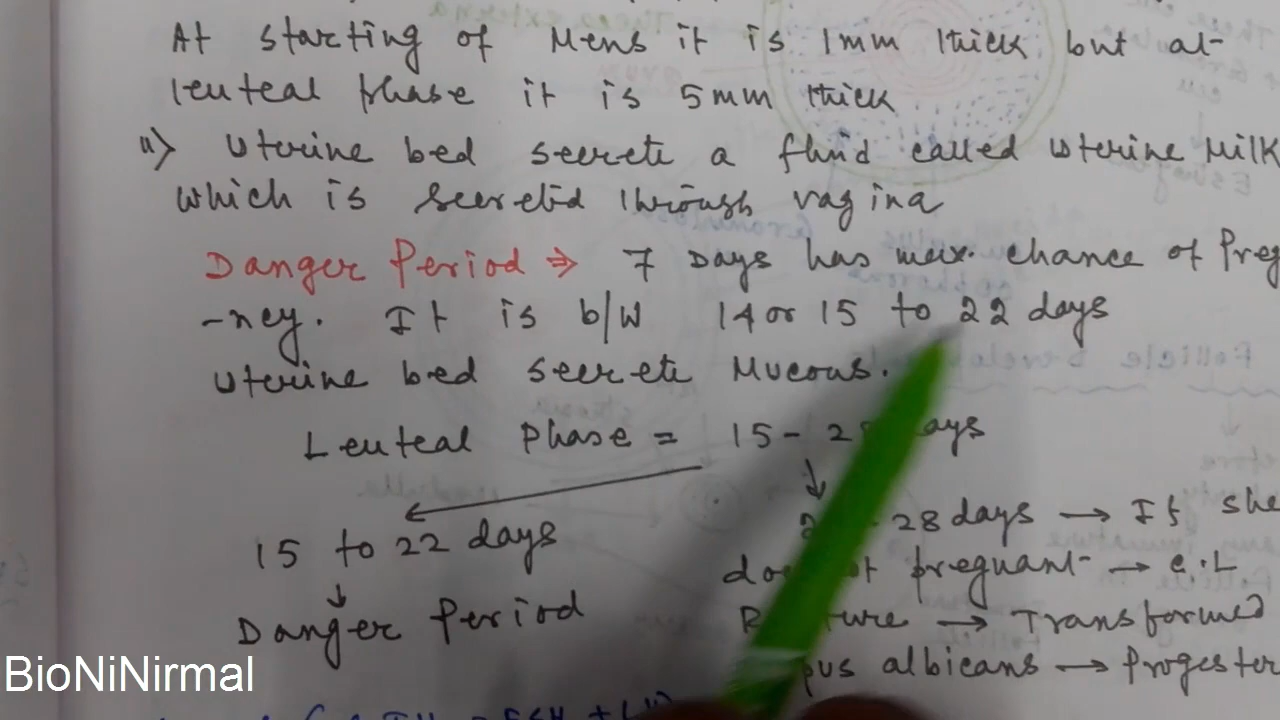 At starting of Mens it is 1mm thick but at
leuteal phase it is 5mm thick
ii) Uterine bed secrete a fluid called Uterine Milk
Which is secreted through vagina
Danger Period ⇒ 7 Days has max. chance of Preg
-ncy. It is b/w 14 or 15 to 22 days
Uterine bed secrete Mucous.
Leuteal Phase = 15 - days
15 to 22 days
↓
Danger Period
28 days → If she
pregnant → C.L
→ Transformed
albicans → Progester
BioNiNirmal